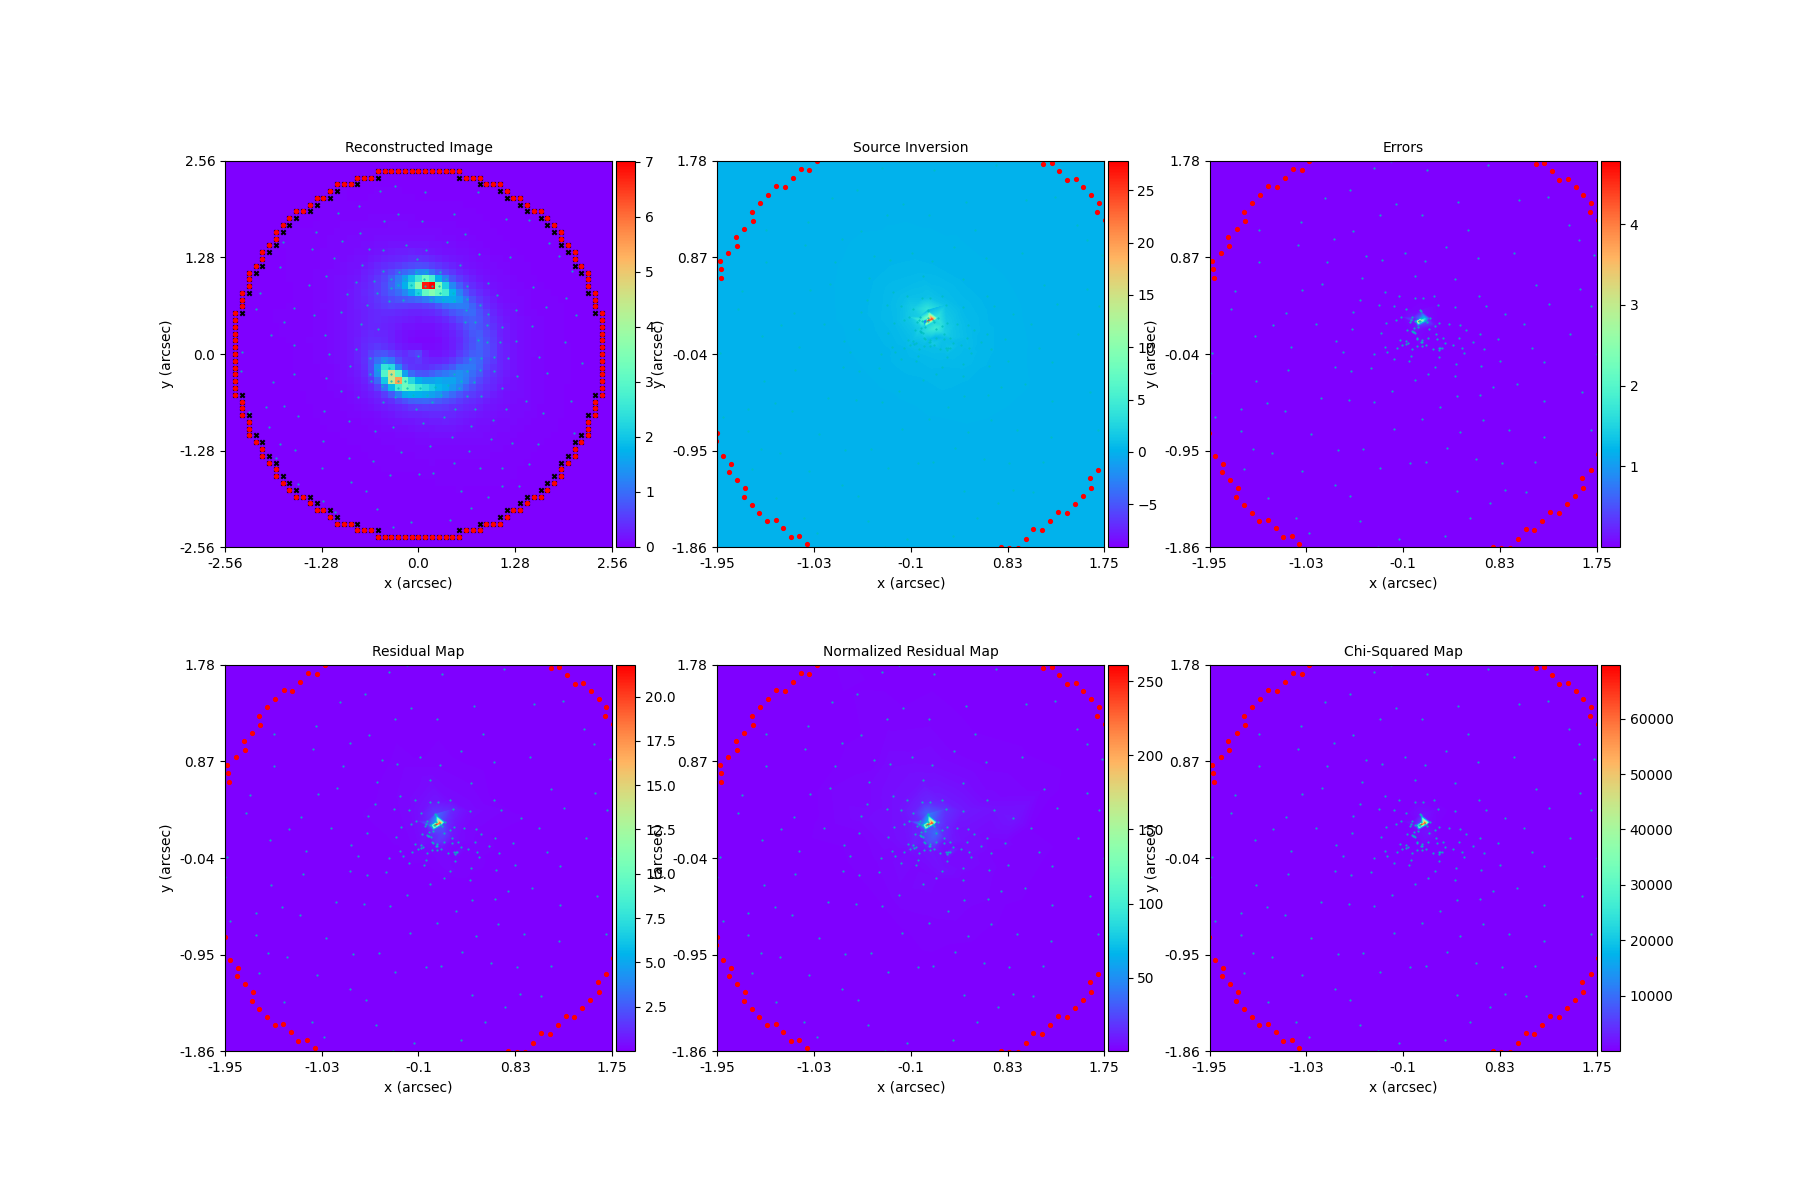 Reconstructed Image
2.56
1.28
0.0
-1.28
-2.56
y (arcsec)
-2.56 -1.28 0.0 1.28 2.56
x (arcsec)
7
6
5
4
3
2
1
0
Source Inversion
1.78
0.87
-0.04
-0.95
-1.86
y (arcsec)
-1.95 -1.03 -0.1 0.83 1.75
x (arcsec)
25
20
15
10
5
0
−5
Errors
1.78
0.87
-0.04
-0.95
-1.86
y (arcsec)
-1.95 -1.03 -0.1 0.83 1.75
x (arcsec)
4
3
2
1
Residual Map
1.78
0.87
-0.04
-0.95
-1.86
y (arcsec)
-1.95 -1.03 -0.1 0.83 1.75
x (arcsec)
20.0
17.5
15.0
12.5
10.0
7.5
5.0
2.5
Normalized Residual Map
1.78
0.87
-0.04
-0.95
-1.86
y (arcsec)
-1.95 -1.03 -0.1 0.83 1.75
x (arcsec)
250
200
150
100
50
Chi-Squared Map
1.78
0.87
-0.04
-0.95
-1.86
y (arcsec)
-1.95 -1.03 -0.1 0.83 1.75
x (arcsec)
60000
50000
40000
30000
20000
10000